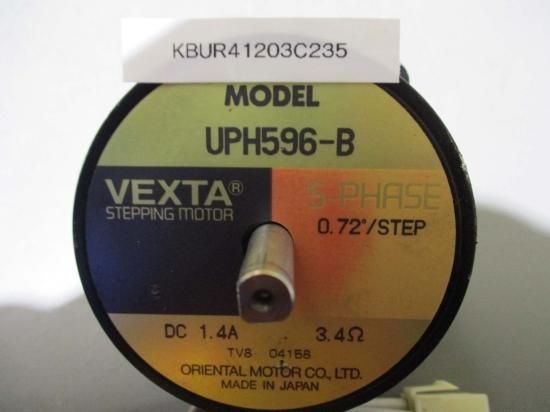 KBUR41203C235
MODEL
UPH596-B
VEXTA®
STEPPING MOTOR
5-PHASE
0.72°/STEP
DC 1.4A 3.4Ω
TV8 04158
ORIENTAL MOTOR CO., LTD.
MADE IN JAPAN